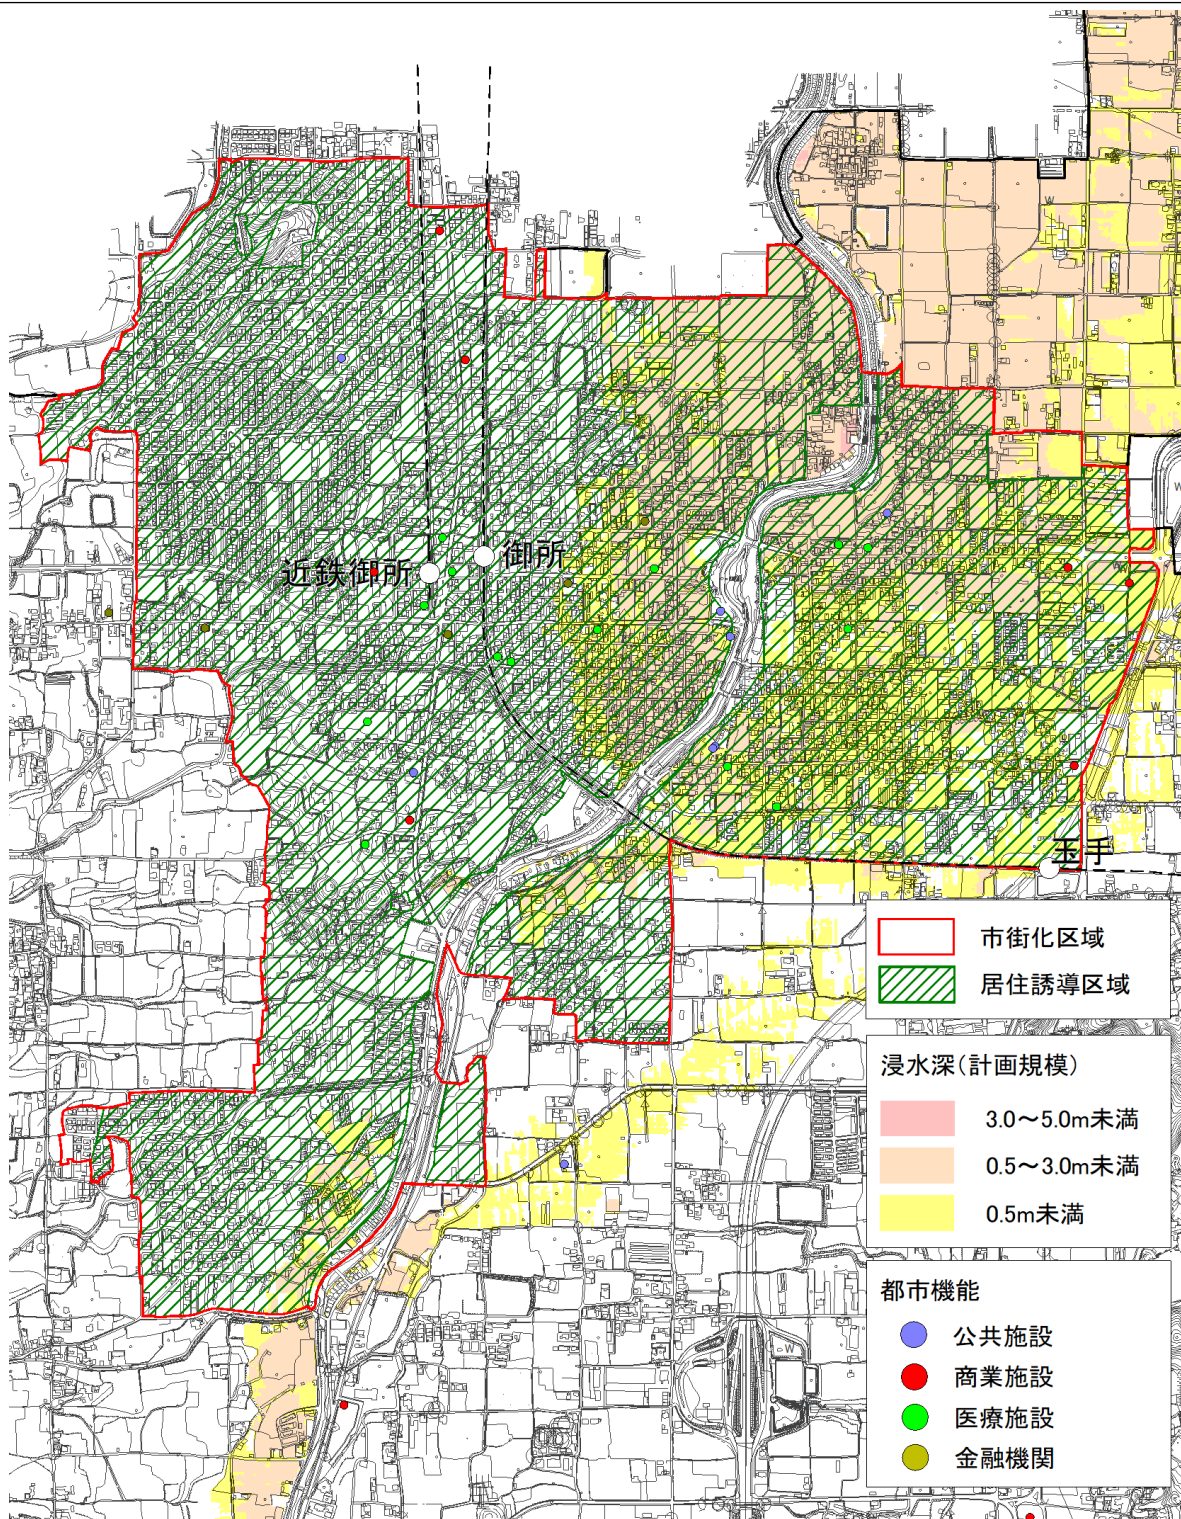 近鉄御所
御所
玉手
W
W
W
W
W
W
市街化区域
居住誘導区域
浸水深(計画規模)
3.0～5.0m未満
0.5～3.0m未満
0.5m未満
都市機能
公共施設
商業施設
医療施設
金融機関